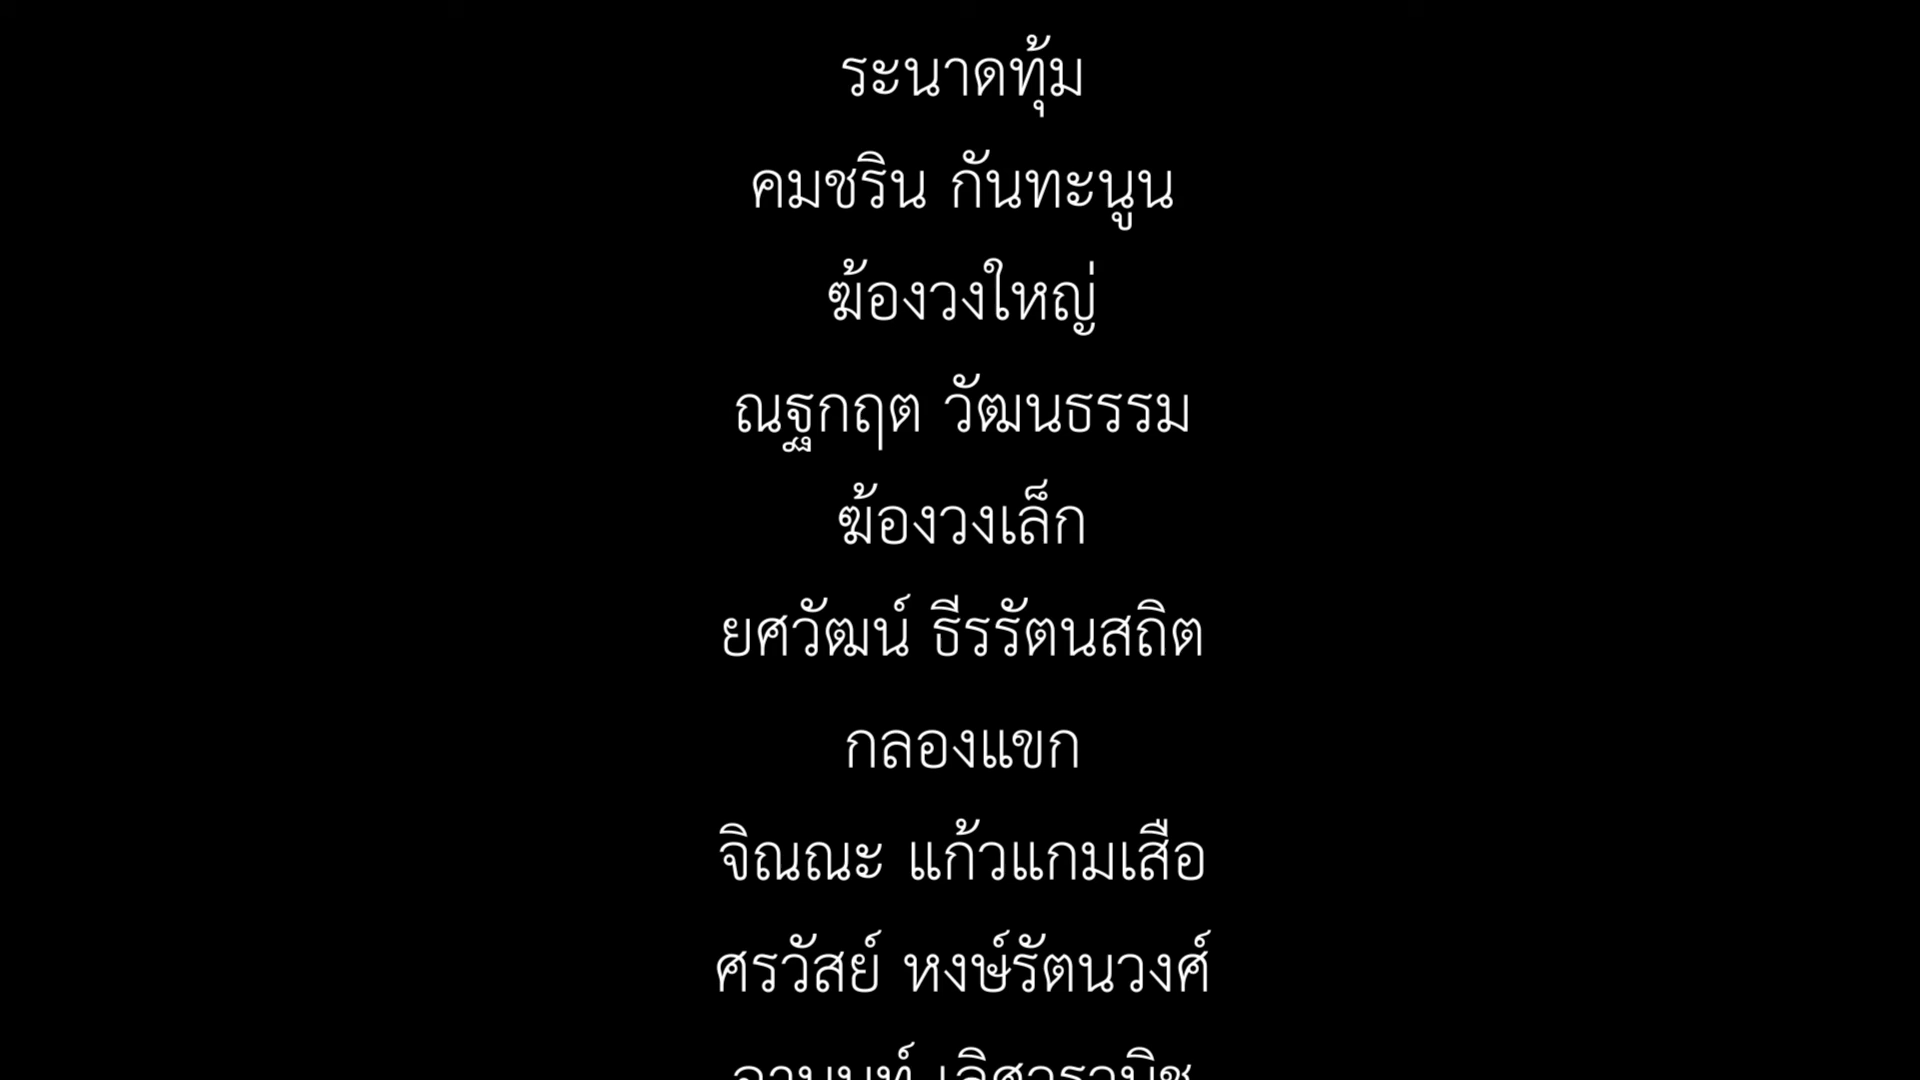 ระนาดทุ้ม
คมชริน กันทะนูน
ฆ้องวงใหญ่
ณฐกฤต วัฒนธรรม
ฆ้องวงเล็ก
ยศวัฒน์ ธีรรัตนสถิต
กลองแขก
จิณณะ แก้วแกมเสือ
ศรวัสย์ หงษ์รัตนวงศ์